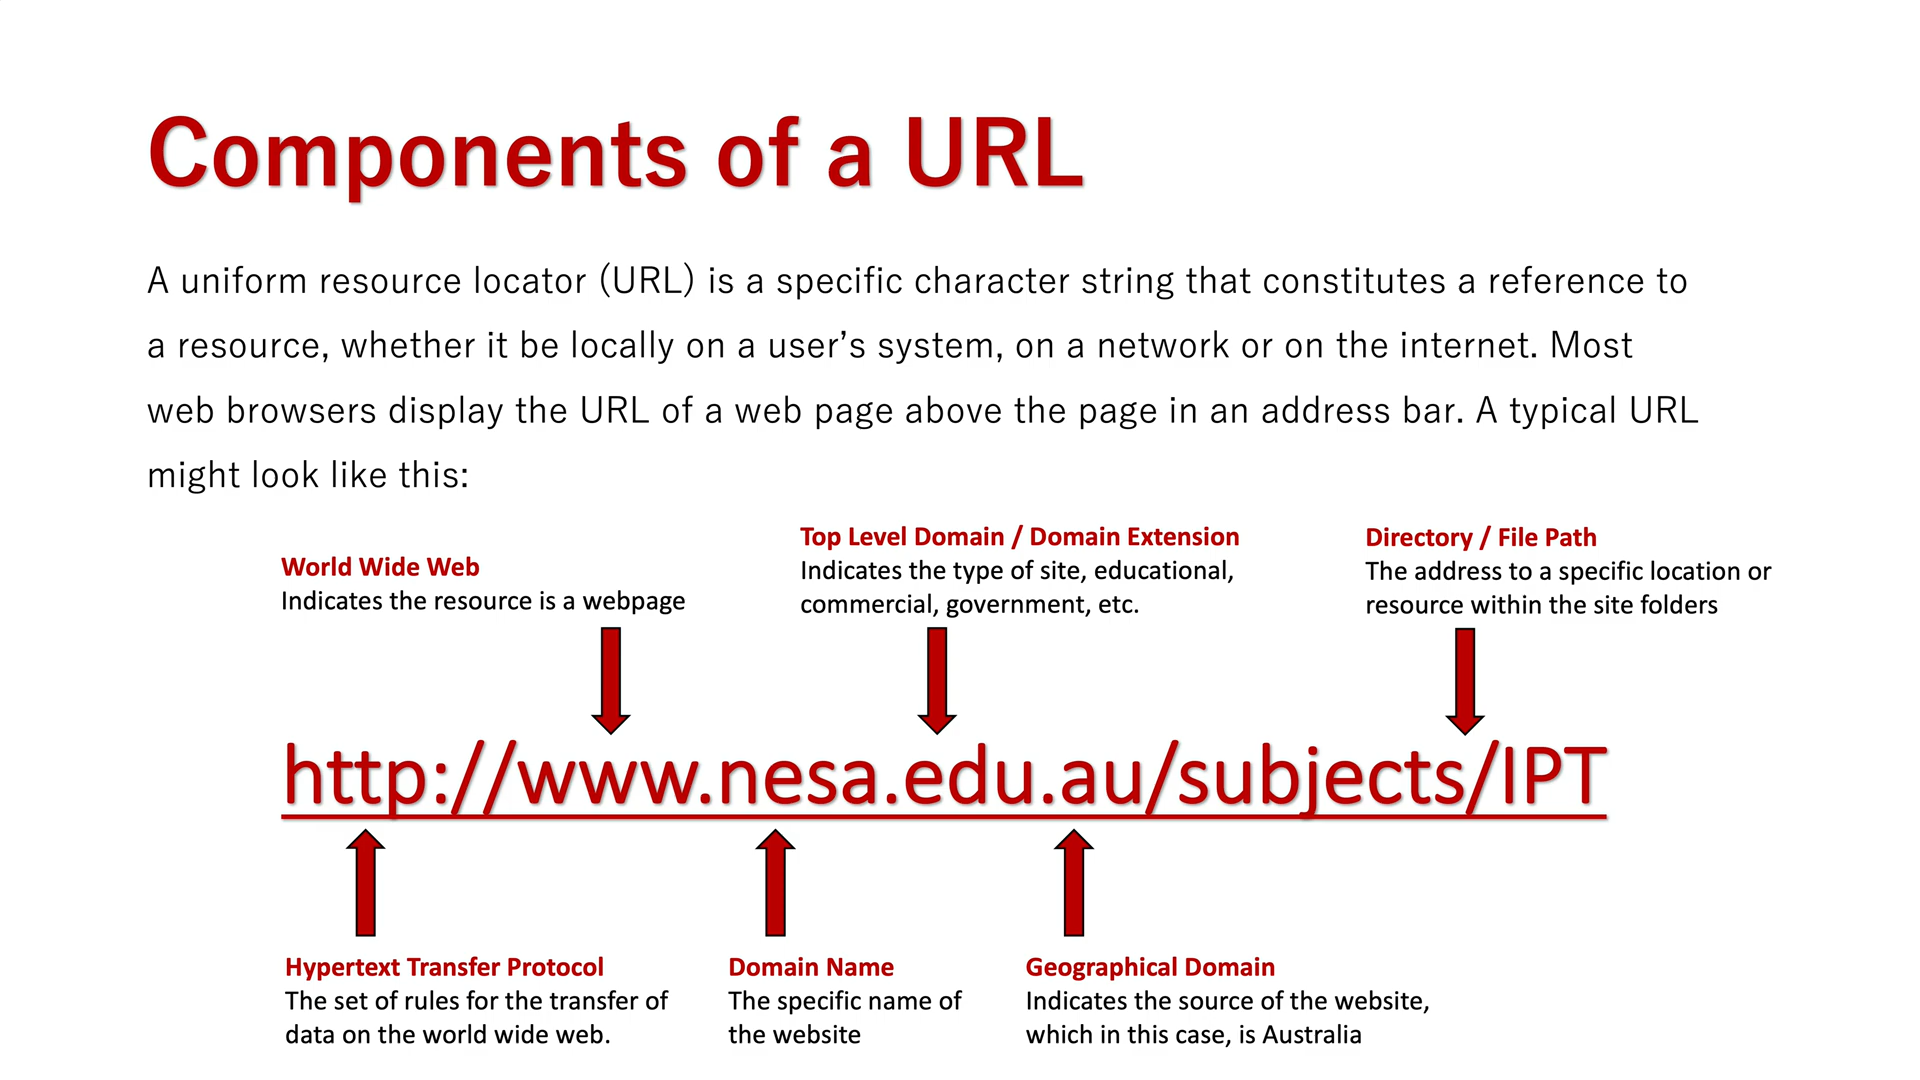 Components of a URL
A uniform resource locator (URL) is a specific character string that constitutes a reference to
a resource, whether it be locally on a user’s system, on a network or on the internet. Most
web browsers display the URL of a web page above the page in an address bar. A typical URL
might look like this:
World Wide Web
Indicates the resource is a webpage
Top Level Domain / Domain Extension
Indicates the type of site, educational,
commercial, government, etc.
Directory / File Path
The address to a specific location or
resource within the site folders
http://www.nesa.edu.au/subjects/IPT
Hypertext Transfer Protocol
The set of rules for the transfer of
data on the world wide web.
Domain Name
The specific name of
the website
Geographical Domain
Indicates the source of the website,
which in this case, is Australia